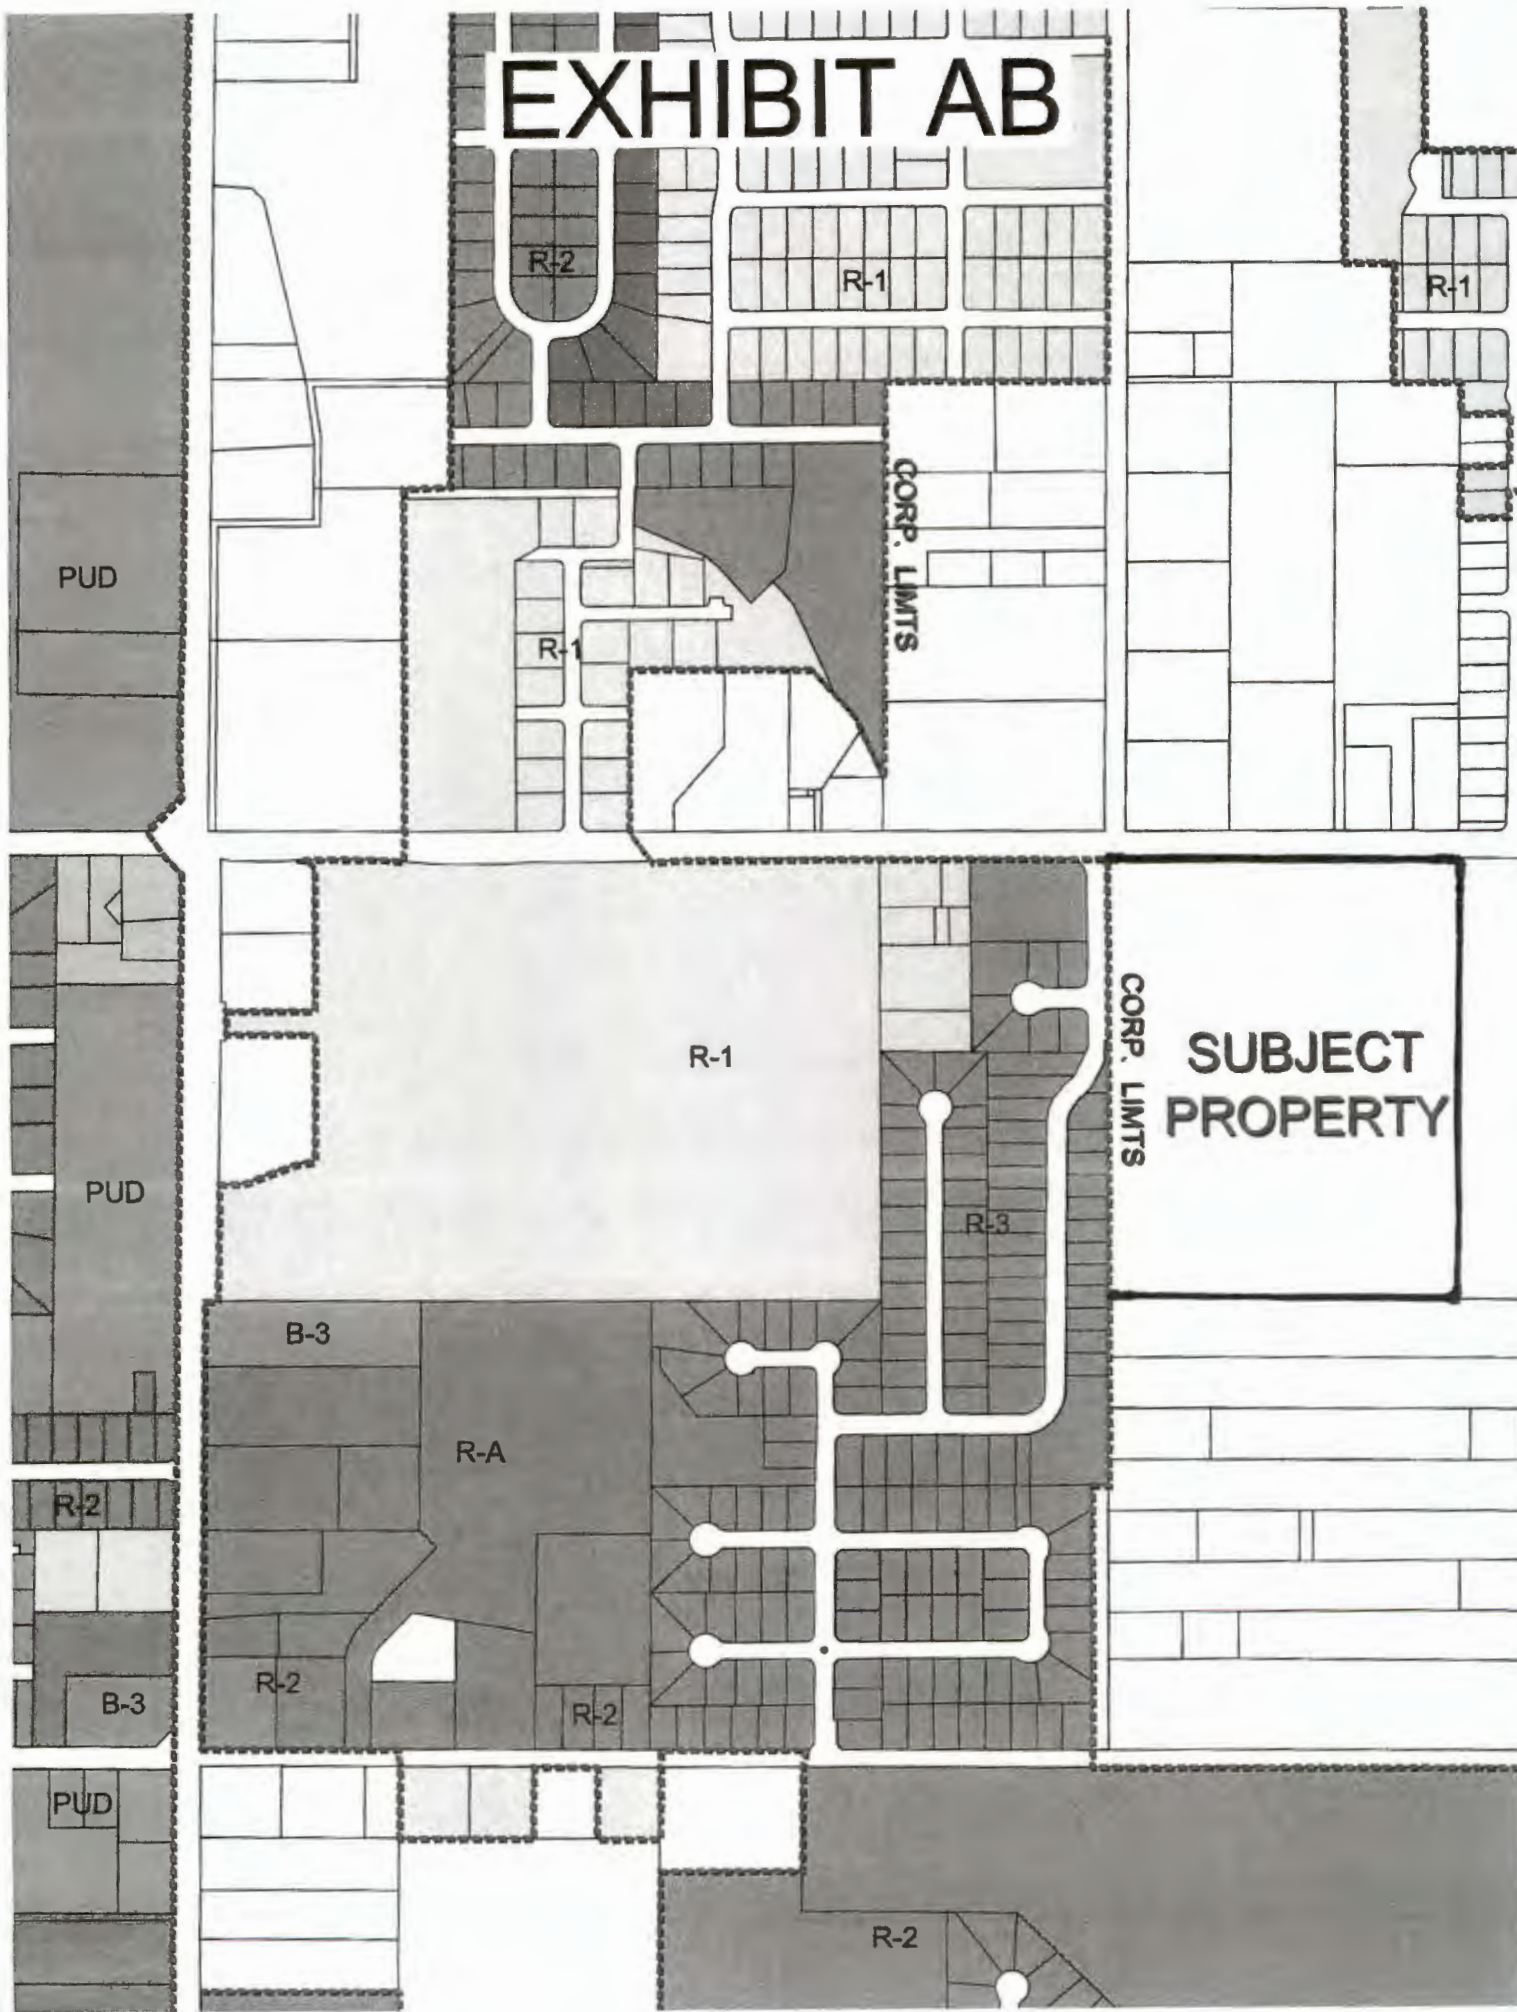 EXHIBIT AB
R-2
R-1
R-1
CORP. LIMTS
PUD
R-1
R-1
CORP. LIMTS
SUBJECT
PROPERTY
PUD
R-3
B-3
R-A
R-2
R-2
B-3
R-2
PUD
R-2